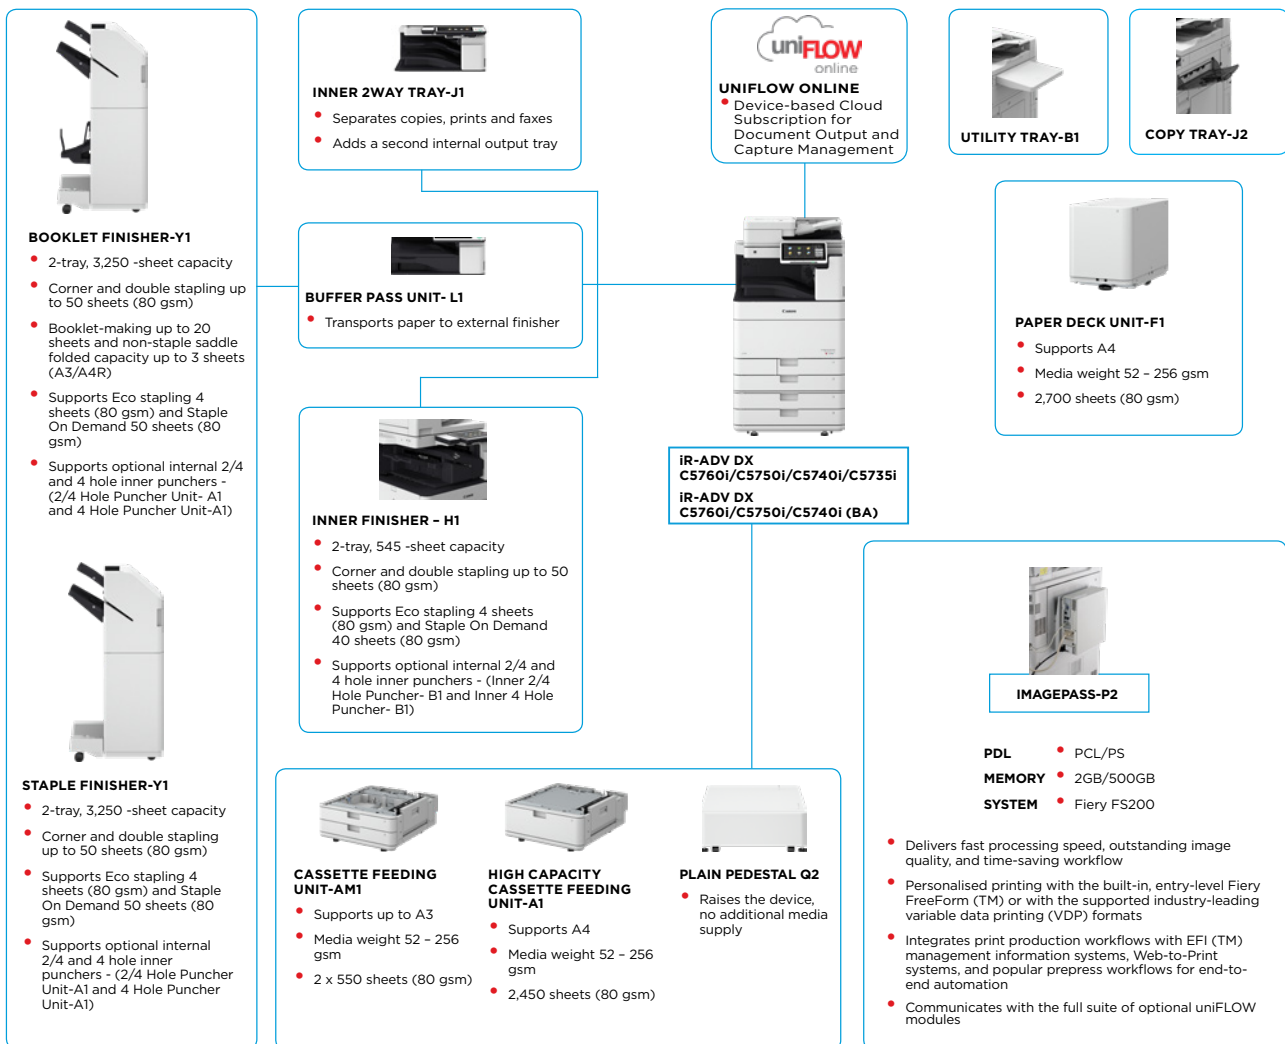 BOOKLET FINISHER-Y1
2-tray, 3,250 -sheet capacity
Corner and double stapling up
to 50 sheets (80 gsm)
Booklet-making up to 20
sheets and non-staple saddle
folded capacity up to 3 sheets
(A3/A4R)
Supports Eco stapling 4
sheets (80 gsm) and Staple
On Demand 50 sheets (80
gsm)
Supports optional internal 2/4
and 4 hole inner punchers -
(2/4 Hole Puncher Unit- A1
and 4 Hole Puncher Unit-A1)
STAPLE FINISHER-Y1
2-tray, 3,250 -sheet capacity
Corner and double stapling
up to 50 sheets (80 gsm)
Supports Eco stapling 4
sheets (80 gsm) and Staple
On Demand 50 sheets (80
gsm)
Supports optional internal
2/4 and 4 hole inner
punchers - (2/4 Hole Puncher
Unit-A1 and 4 Hole Puncher
Unit-A1)
INNER 2WAY TRAY-J1
Separates copies, prints and faxes
Adds a second internal output tray
BUFFER PASS UNIT- L1
Transports paper to external finisher
INNER FINISHER – H1
2-tray, 545 -sheet capacity
Corner and double stapling up to 50
sheets (80 gsm)
Supports Eco stapling 4 sheets
(80 gsm) and Staple On Demand
40 sheets (80 gsm)
Supports optional internal 2/4 and
4 hole inner punchers - (Inner 2/4
Hole Puncher- B1 and Inner 4 Hole
Puncher- B1)
uniFLOW
online
UNIFLOW ONLINE
Device-based Cloud
Subscription for
Document Output and
Capture Management
Canon
iR-ADV DX
C5760i/C5750i/C5740i/C5735i
iR-ADV DX
C5760i/C5750i/C5740i (BA)
UTILITY TRAY-B1
COPY TRAY-J2
PAPER DECK UNIT-F1
Supports A4
Media weight 52 – 256 gsm
2,700 sheets (80 gsm)
CASSETTE FEEDING
UNIT-AM1
Supports up to A3
Media weight 52 – 256
gsm
2 x 550 sheets (80 gsm)
HIGH CAPACITY
CASSETTE FEEDING
UNIT-A1
Supports A4
Media weight 52 – 256
gsm
2,450 sheets (80 gsm)
PLAIN PEDESTAL Q2
Raises the device,
no additional media
supply
IMAGEPASS-P2
PDL PCL/PS
MEMORY 2GB/500GB
SYSTEM Fiery FS200
Delivers fast processing speed, outstanding image
quality, and time-saving workflow
Personalised printing with the built-in, entry-level Fiery
FreeForm (TM) or with the supported industry-leading
variable data printing (VDP) formats
Integrates print production workflows with EFI (TM)
management information systems, Web-to-Print
systems, and popular prepress workflows for end-to-
end automation
Communicates with the full suite of optional uniFLOW
modules